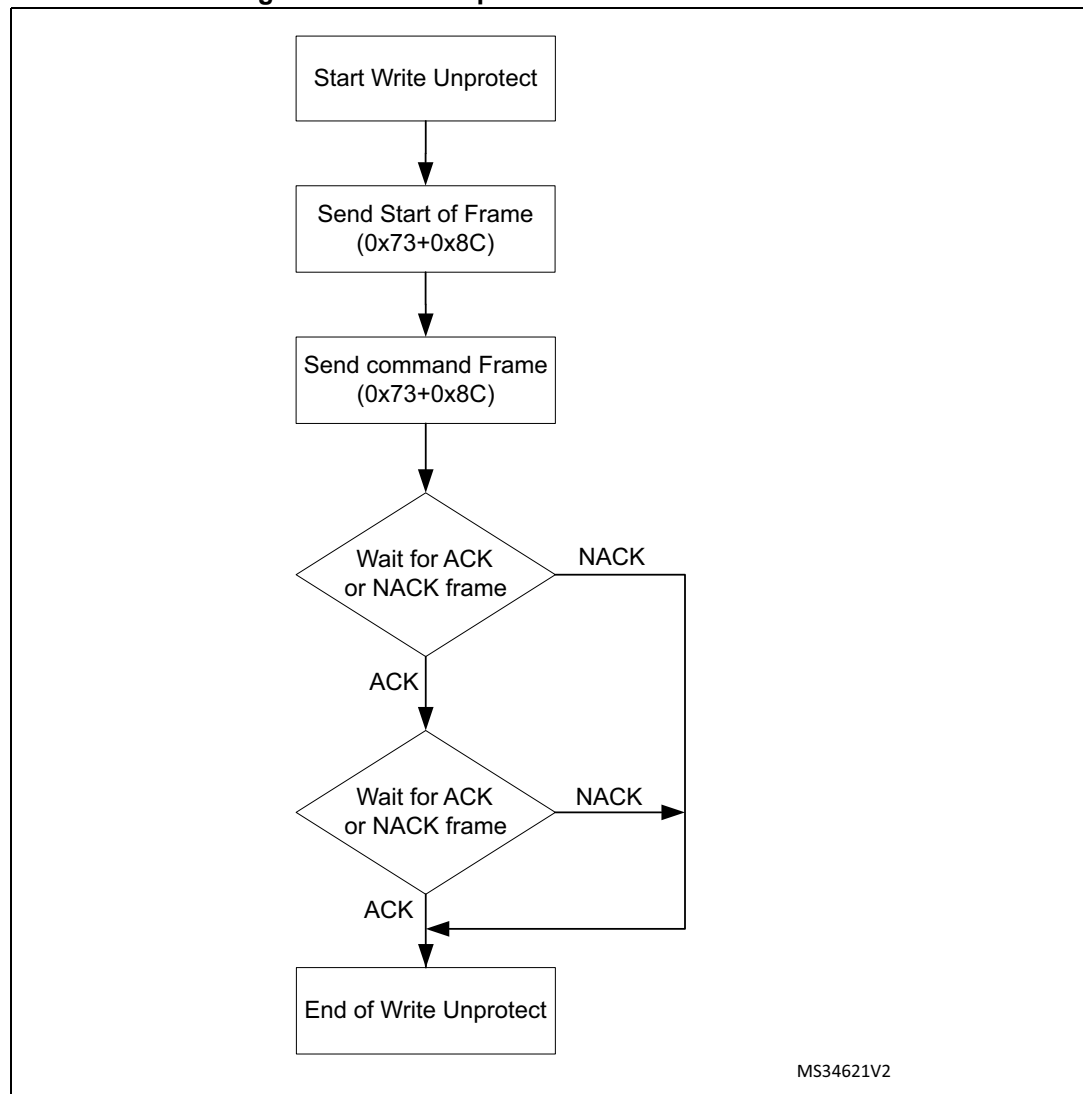 Start Write Unprotect
Send Start of Frame
(0x73+0x8C)
Send command Frame
(0x73+0x8C)
Wait for ACK
or NACK frame
NACK
ACK
Wait for ACK
or NACK frame
NACK
ACK
End of Write Unprotect
MS34621V2